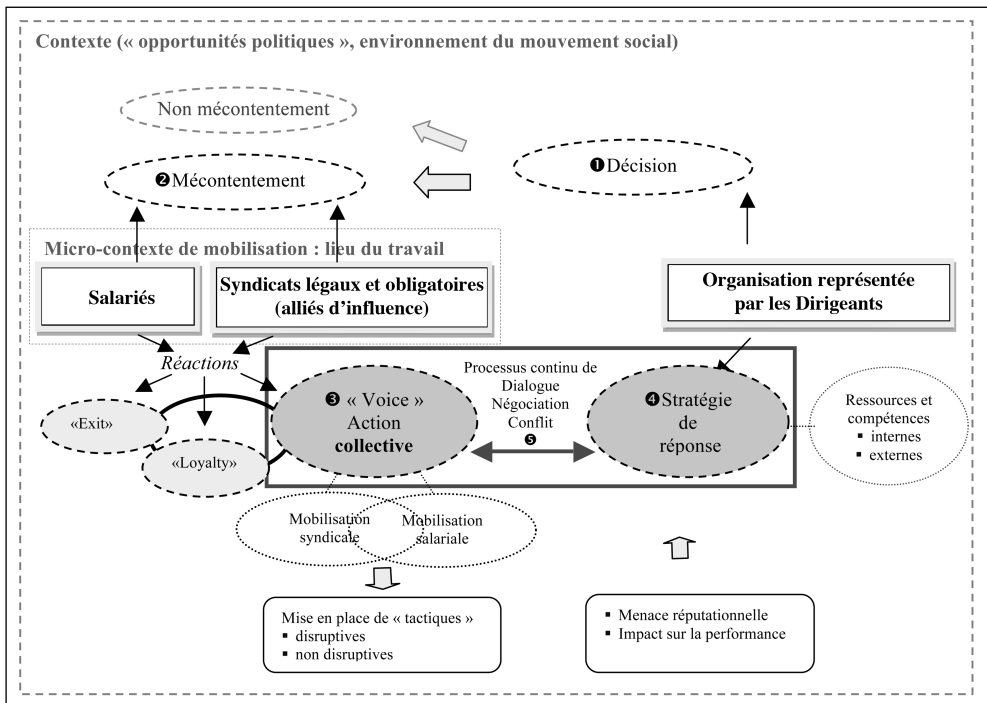 Contexte (« opportunités politiques », environnement du mouvement social)
Non mécontentement
❶Décision
❷Mécontentement
Micro-contexte de mobilisation : lieu du travail
Salariés
Syndicats légaux et obligatoires
(alliés d’influence)
Organisation représentée
par les Dirigeants
Réactions
«Exit»
«Loyalty»
❸ « Voice »
Action
collective
Processus continu de
Dialogue
Négociation
Conflit
❺
❹Stratégie
de
réponse
Ressources et
compétences
▪ internes
▪ externes
Mobilisation
syndicale
Mobilisation
salariale
Mise en place de « tactiques »
▪ disruptives
▪ non disruptives
▪ Menace réputationnelle
▪ Impact sur la performance